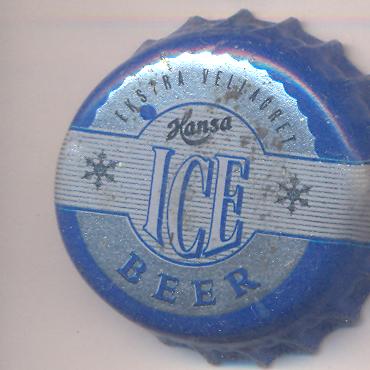 EKSTRA VELLAGRET
Hansa
ICE
BEER